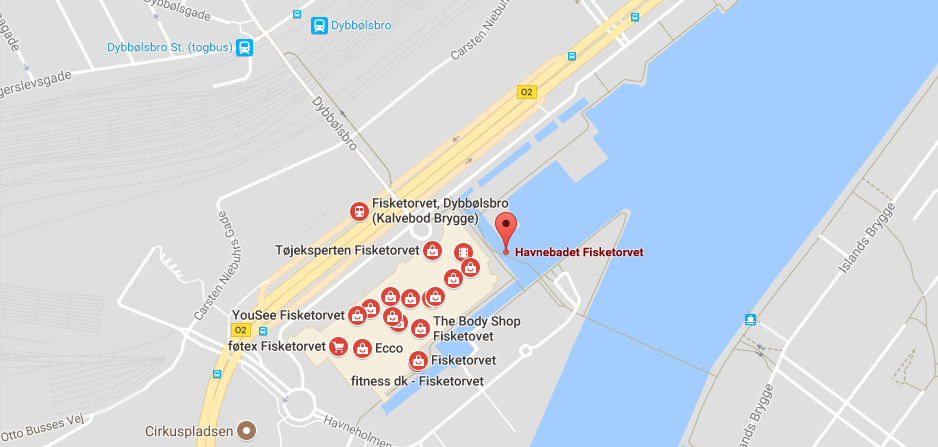 Dybbølsgade
Dybbølsbro
Dybbølsbro St. (togbus)
Carsten Niebuh
gerslevsgade
O2
Dybbølsbro
Fisketorvet, Dybbølsbro
(Kalvebod Brygge)
Tøjeksperten Fisketorvet
Havnebadet Fisketorvet
Carsten Niebuhrs Gade
Islands Brygge
YouSee Fisketorvet
The Body Shop
Fisketovet
O2
føtex Fisketorvet
Ecco
Fisketorvet
fitness dk - Fisketorvet
Islands Brygge
Otto Busses Vej
Cirkuspladsen
Havneholmen